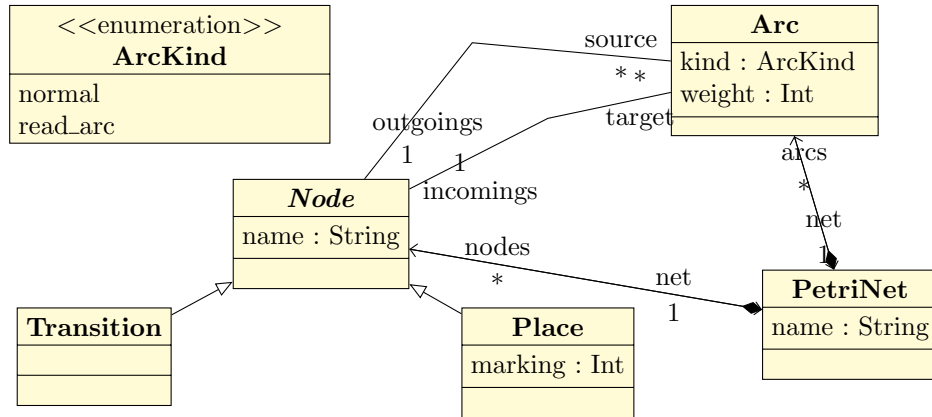 <<enumeration>>
ArcKind
normal
read_arc
Arc
kind : ArcKind
weight : Int
source
* *
target
outgoings
1
1
incomings
arcs
*
net
1
Node
name : String
nodes
*
net
1
PetriNet
name : String
Transition
Place
marking : Int